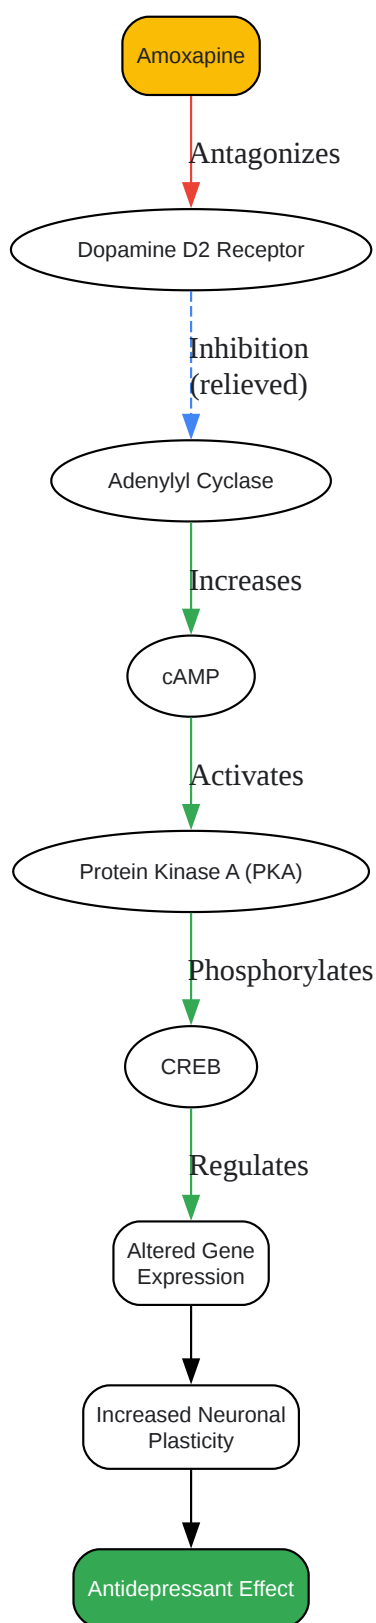 Amoxapine
Antagonizes
Dopamine D2 Receptor
Inhibition
(relieved)
Adenylyl Cyclase
Increases
cAMP
Activates
Protein Kinase A (PKA)
Phosphorylates
CREB
Regulates
Altered Gene
Expression
Increased Neuronal
Plasticity
Antidepressant Effect